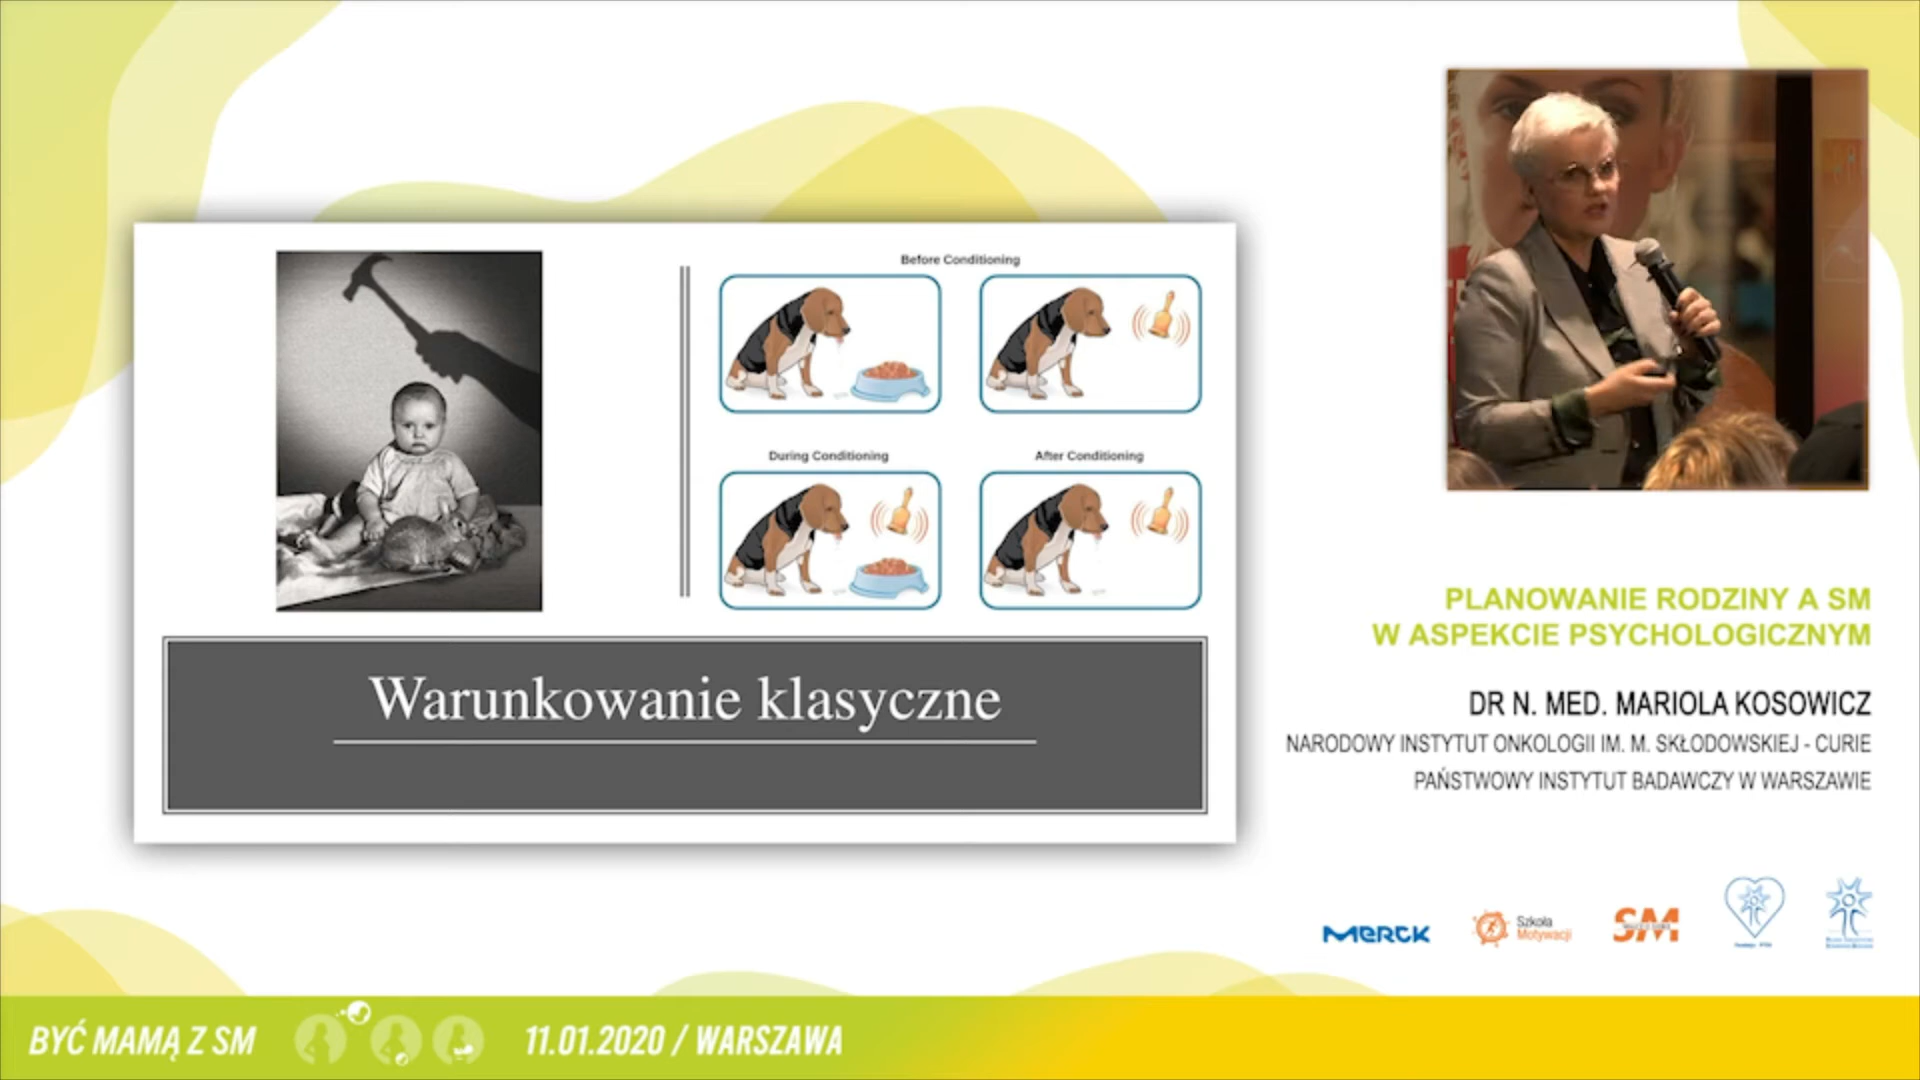 Before Conditioning
During Conditioning
After Conditioning
Warunkowanie klasyczne
PLANOWANIE RODZINY A SM
W ASPEKCIE PSYCHOLOGICZNYM
DR N. MED. MARIOLA KOSOWICZ
NARODOWY INSTYTUT ONKOLOGII IM. M. SKŁODOWSKIEJ - CURIE
PAŃSTWOWY INSTYTUT BADAWCZY W WARSZAWIE
MERCK
Szkoła
Motywacji
SM
BYĆ MAMĄ Z SM
11.01.2020 / WARSZAWA